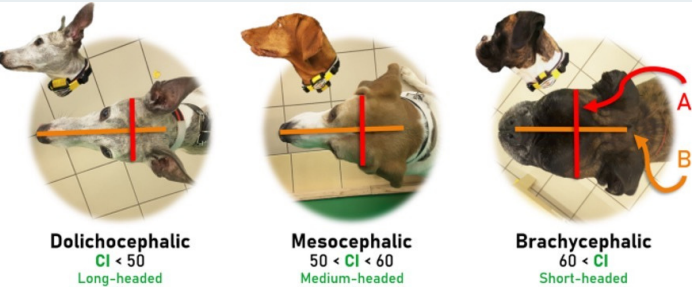 A
B
Dolichocephalic
CI < 50
Long-headed
Mesocephalic
50 < CI < 60
Medium-headed
Brachycephalic
60 < CI
Short-headed